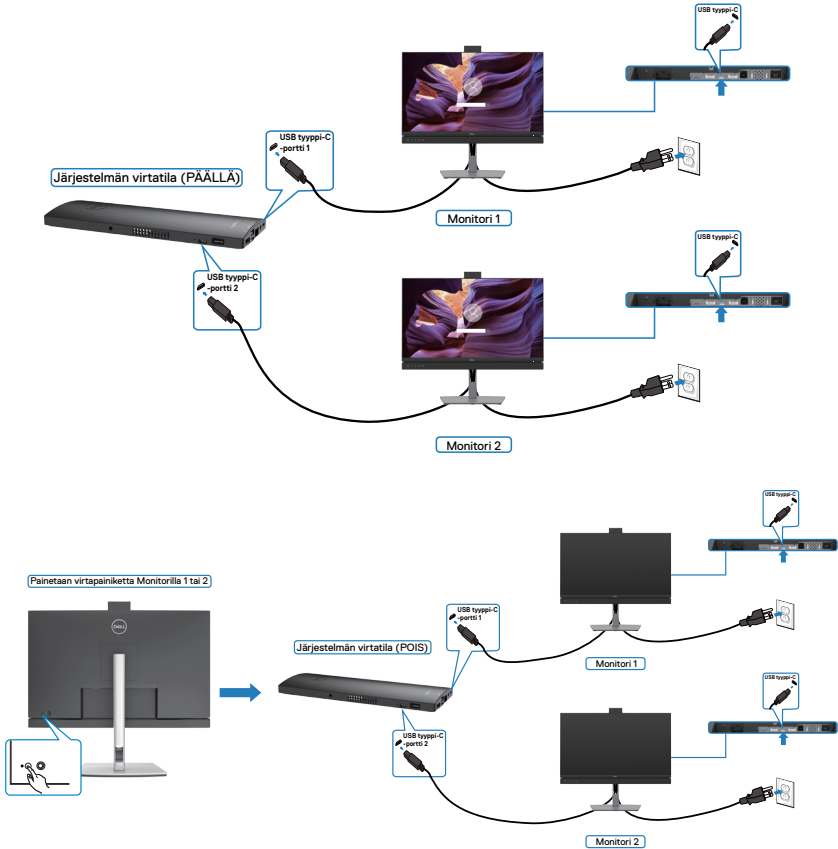 USB tyyppi-C
USB tyyppi-C
-portti 1
Järjestelmän virtatila (PÄÄLLÄ)
Monitori 1
USB tyyppi-C
USB tyyppi-C
-portti 2
Monitori 2
USB tyyppi-C
Painetaan virtapainiketta Monitorilla 1 tai 2
DELL
USB tyyppi-C
-portti 1
Järjestelmän virtatila (POIS)
Monitori 1
USB tyyppi-C
USB tyyppi-C
-portti 2
Monitori 2